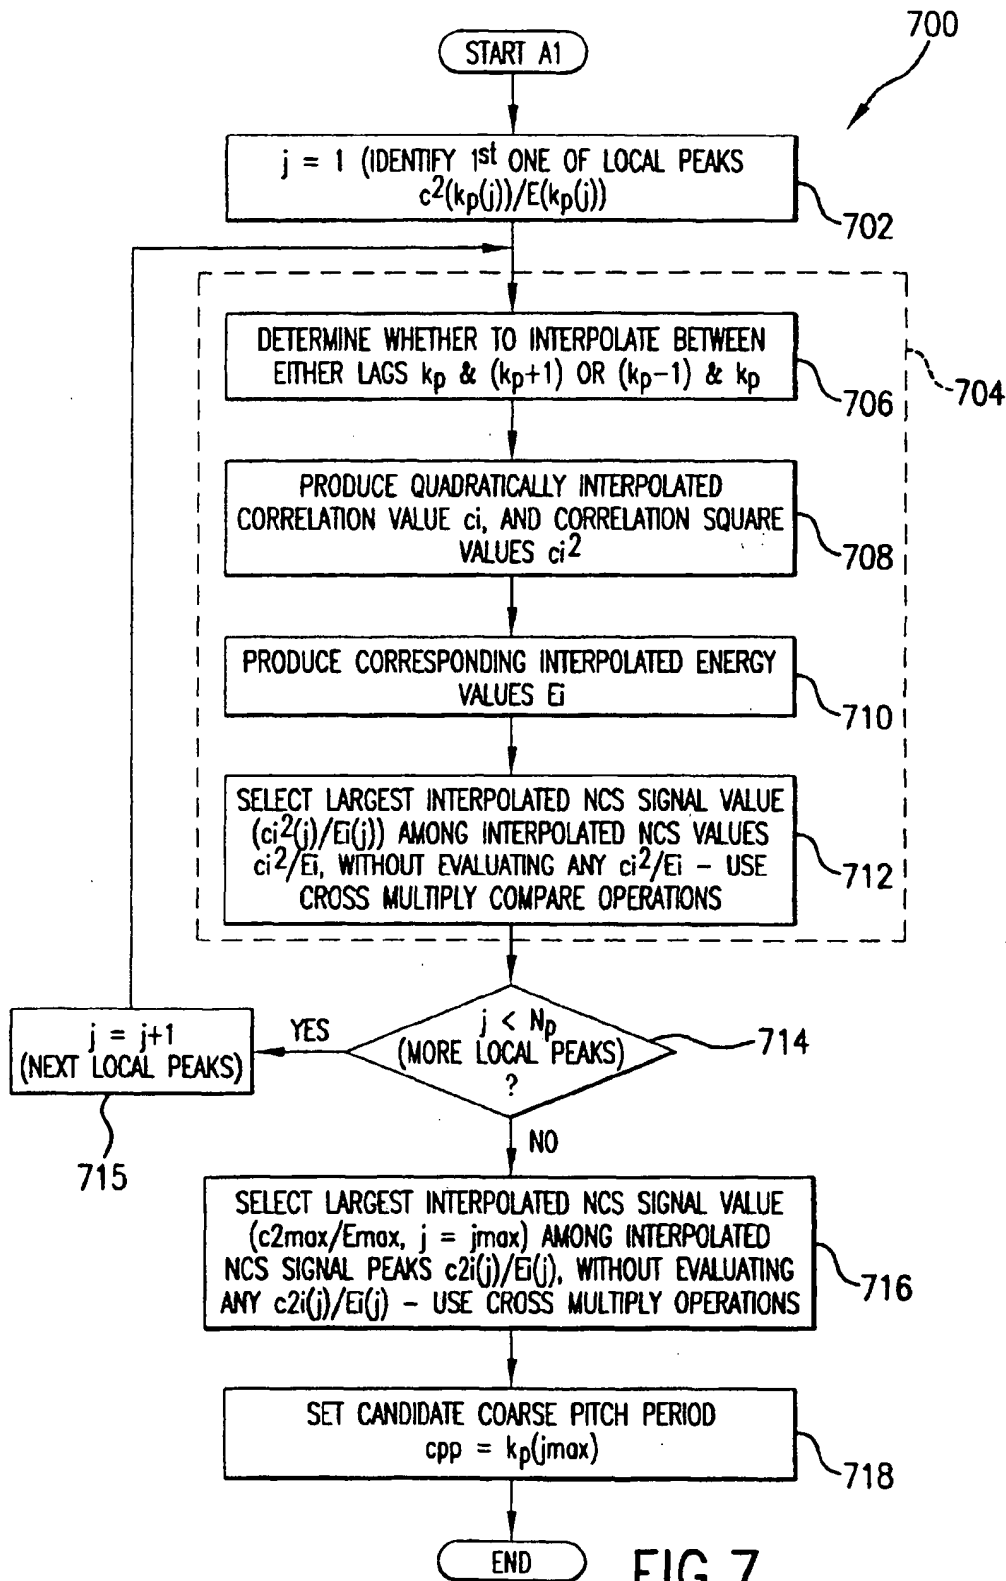 700
START A1
j = 1 (IDENTIFY 1st ONE OF LOCAL PEAKS
c²(kp(j))/E(kp(j))
702
DETERMINE WHETHER TO INTERPOLATE BETWEEN
EITHER LAGS kp & (kp+1) OR (kp-1) & kp
706
704
PRODUCE QUADRATICALLY INTERPOLATED
CORRELATION VALUE ci, AND CORRELATION SQUARE
VALUES ci²
708
PRODUCE CORRESPONDING INTERPOLATED ENERGY
VALUES Ei
710
SELECT LARGEST INTERPOLATED NCS SIGNAL VALUE
(ci²(j)/Ei(j)) AMONG INTERPOLATED NCS VALUES
ci²/Ei, WITHOUT EVALUATING ANY ci²/Ei – USE
CROSS MULTIPLY COMPARE OPERATIONS
712
j < Np
(MORE LOCAL PEAKS)
?
714
YES
j = j+1
(NEXT LOCAL PEAKS)
715
NO
SELECT LARGEST INTERPOLATED NCS SIGNAL VALUE
(c2max/Emax, j = jmax) AMONG INTERPOLATED
NCS SIGNAL PEAKS c2i(j)/Ei(j), WITHOUT EVALUATING
ANY c2i(j)/Ei(j) – USE CROSS MULTIPLY OPERATIONS
716
SET CANDIDATE COARSE PITCH PERIOD
cpp = kp(jmax)
718
END
FIG.7